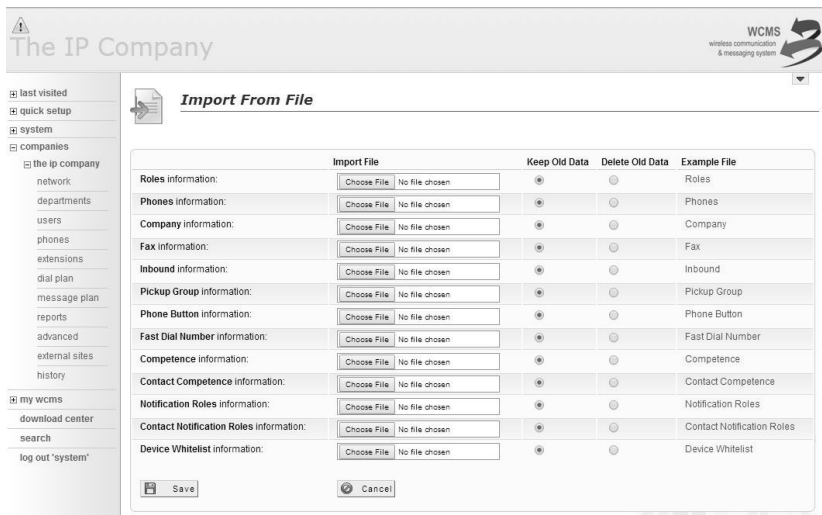 The IP Company
WCMS
wireless communication
& messaging system
last visited
quick setup
system
companies
the ip company
network
departments
users
phones
extensions
dial plan
message plan
reports
advanced
external sites
history
my wcms
download center
search
log out 'system'
Import From File
Import File Keep Old Data Delete Old Data Example File
Roles information: Choose File No file chosen Roles
Phones information: Choose File No file chosen Phones
Company information: Choose File No file chosen Company
Fax information: Choose File No file chosen Fax
Inbound information: Choose File No file chosen Inbound
Pickup Group information: Choose File No file chosen Pickup Group
Phone Button information: Choose File No file chosen Phone Button
Fast Dial Number information: Choose File No file chosen Fast Dial Number
Competence information: Choose File No file chosen Competence
Contact Competence information: Choose File No file chosen Contact Competence
Notification Roles information: Choose File No file chosen Notification Roles
Contact Notification Roles information: Choose File No file chosen Contact Notification Roles
Device Whitelist information: Choose File No file chosen Device Whitelist
Save Cancel